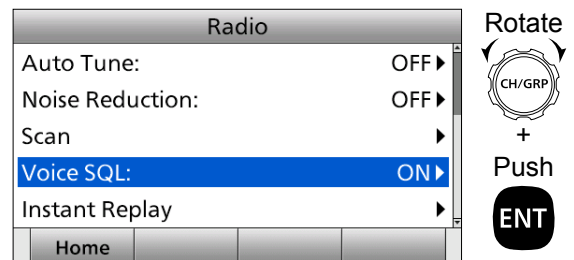 Radio
Auto Tune: OFF
Noise Reduction: OFF
Scan
Voice SQL: ON
Instant Replay
Home
Rotate
CH/GRP
+
Push
ENT